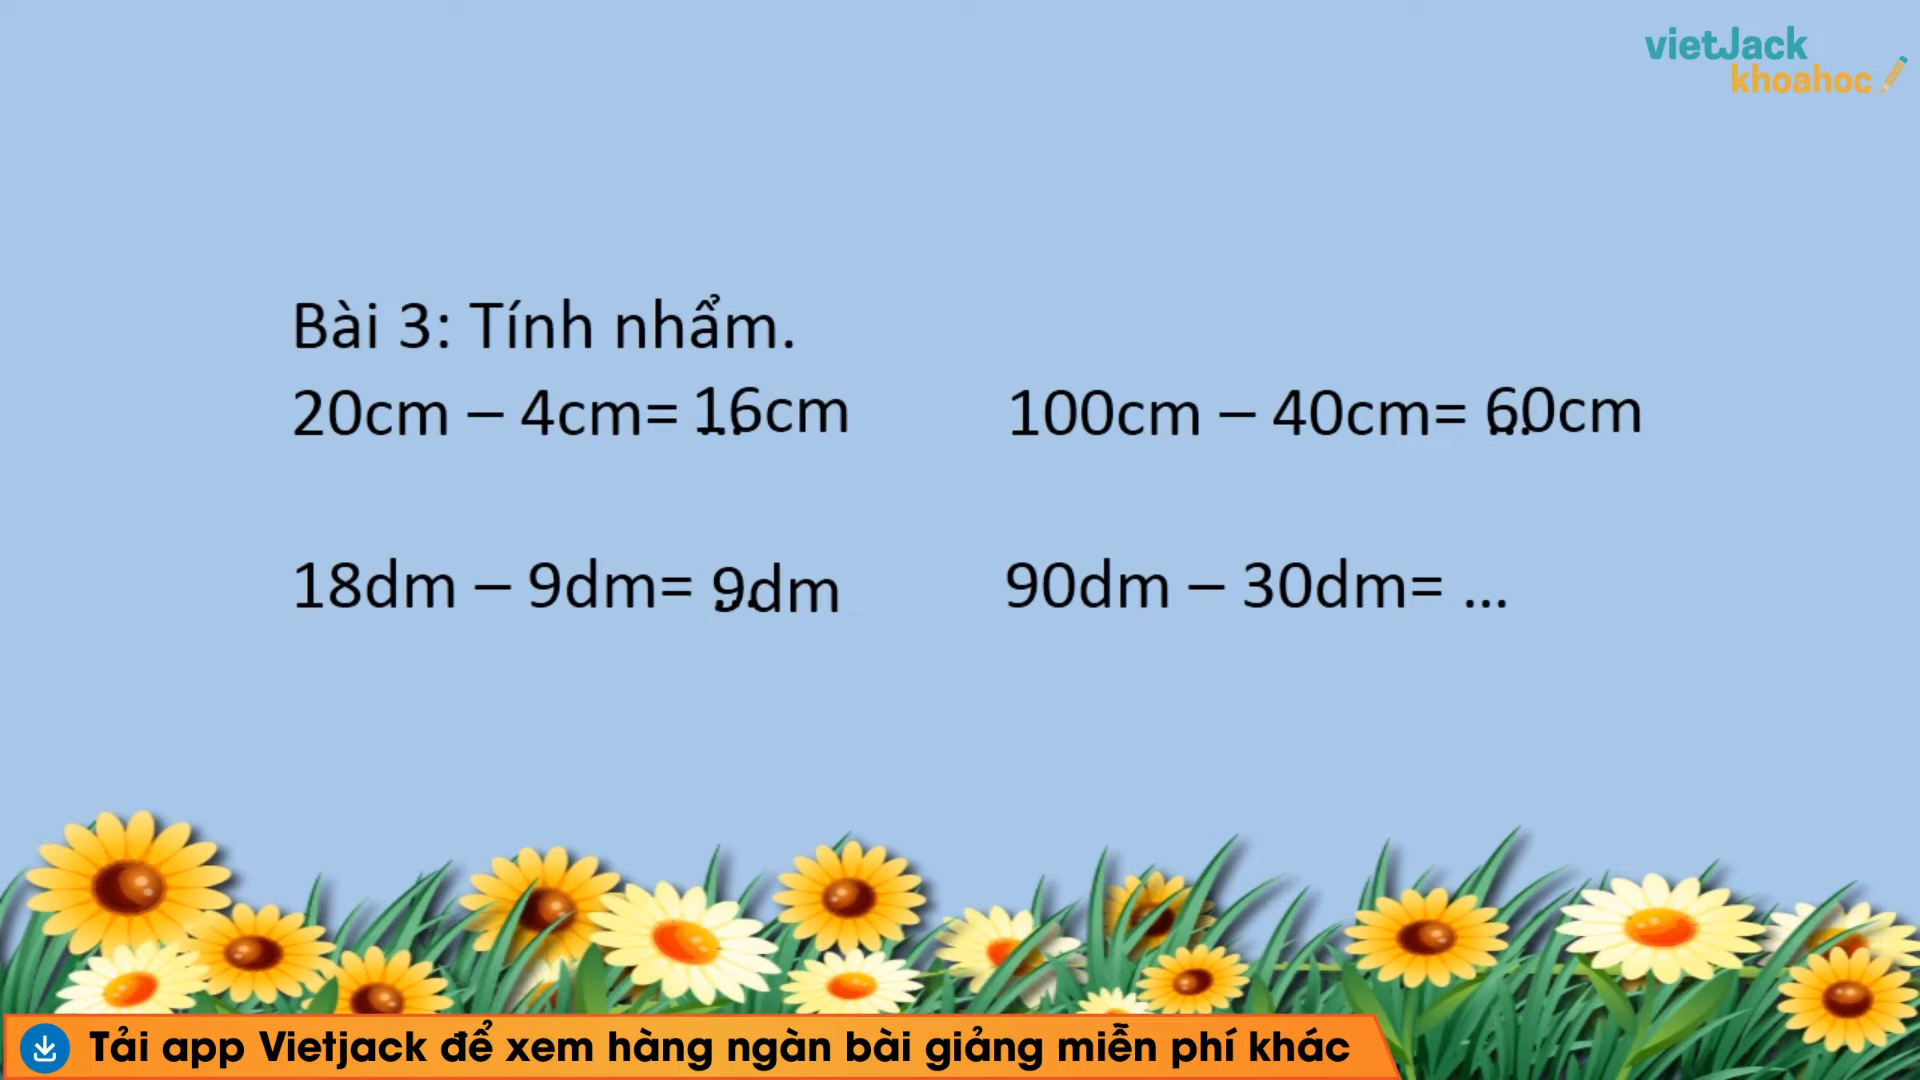 vietJack
khoahoc
Bài 3: Tính nhẩm.
20cm – 4cm= ... 16cm
100cm – 40cm= ... 60cm
18dm – 9dm= ... 9dm
90dm – 30dm= ...
Tải app Vietjack để xem hàng ngàn bài giảng miễn phí khác